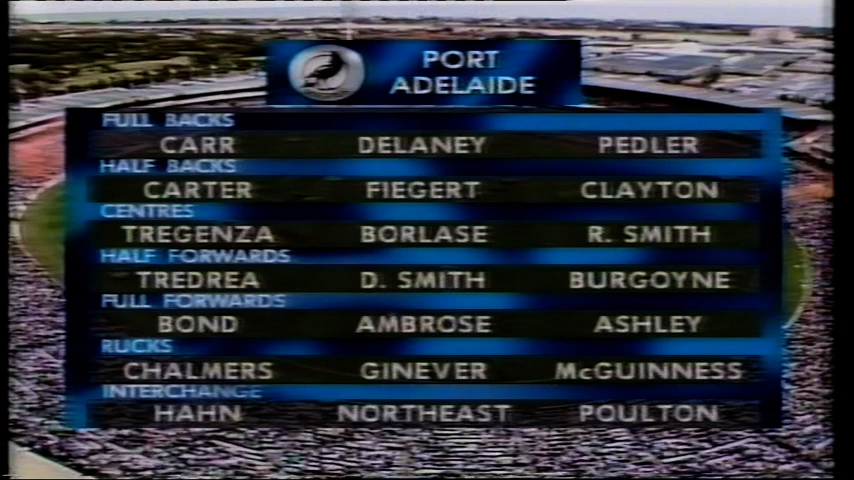 PORT
ADELAIDE
FULL BACKS
CARR DELANEY PEDLER
HALF BACKS
CARTER FIEGERT CLAYTON
CENTRES
TREGENZA BORLASE R. SMITH
HALF FORWARDS
TREDREA D. SMITH BURGOYNE
FULL FORWARDS
BOND AMBROSE ASHLEY
RUCKS
CHALMERS GINEVER McGUINNESS
INTERCHANGE
HAHN NORTHEAST POULTON